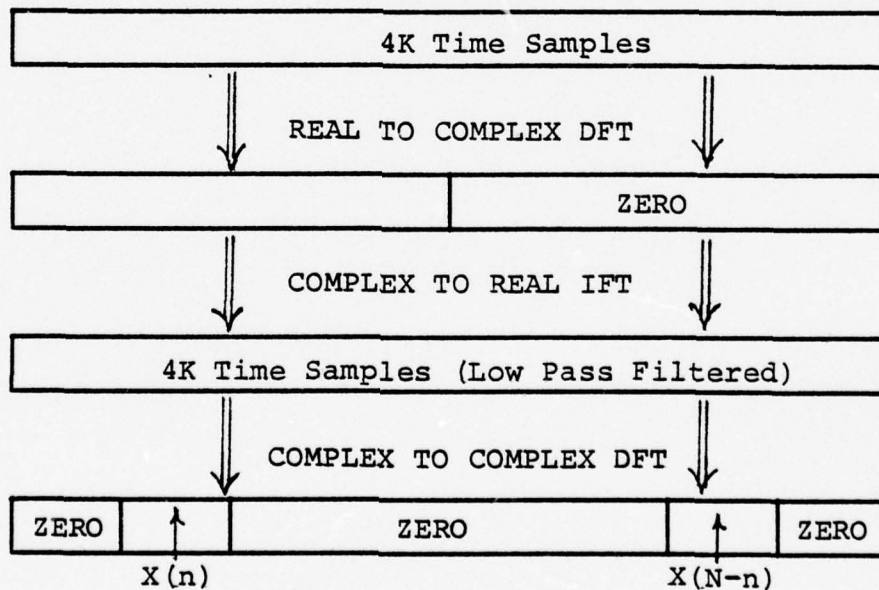 4K Time Samples
REAL TO COMPLEX DFT
ZERO
COMPLEX TO REAL IFT
4K Time Samples (Low Pass Filtered)
COMPLEX TO COMPLEX DFT
ZERO ZERO ZERO
X(n) X(N-n)